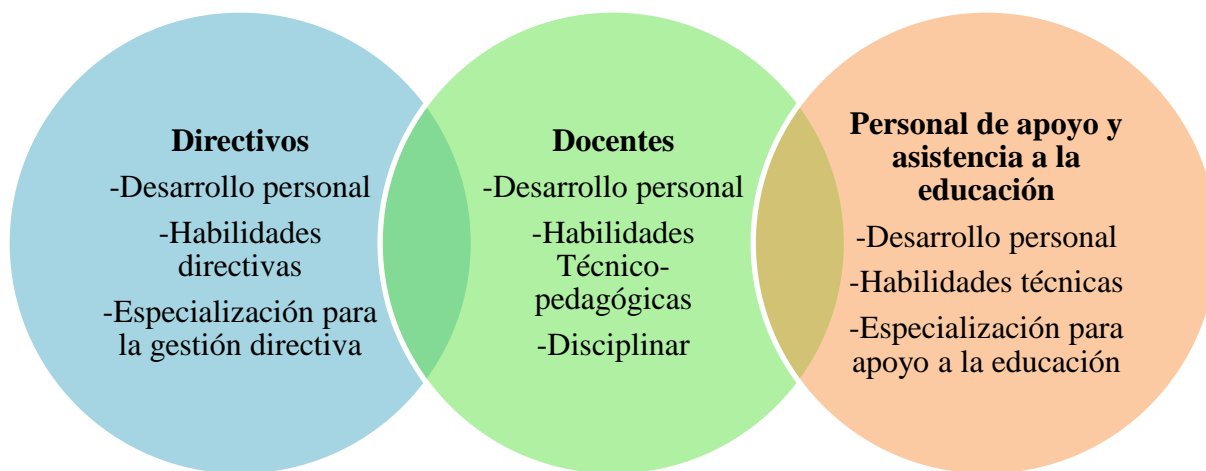 Directivos
-Desarrollo personal
-Habilidades
directivas
-Especialización para
la gestión directiva
Docentes
-Desarrollo personal
-Habilidades
Técnico-
pedagógicas
-Disciplinar
Personal de apoyo y
asistencia a la
educación
-Desarrollo personal
-Habilidades técnicas
-Especialización para
apoyo a la educación